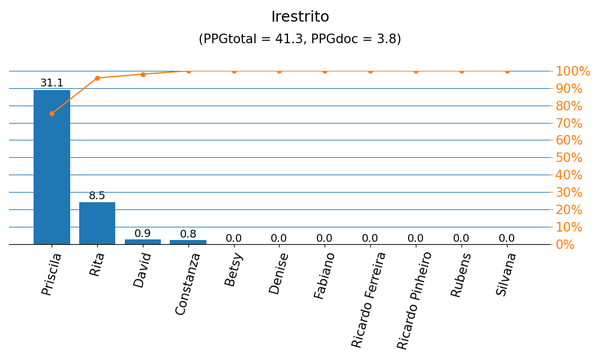 Irestrito
(PPGtotal = 41.3, PPGdoc = 3.8)
31.1
8.5
0.9
0.8
0.0
0.0
0.0
0.0
0.0
0.0
0.0
100%
90%
80%
70%
60%
50%
40%
30%
20%
10%
0%
Priscila
Rita
David
Constanza
Betsy
Denise
Fabiano
Ricardo Ferreira
Ricardo Pinheiro
Rubens
Silvana